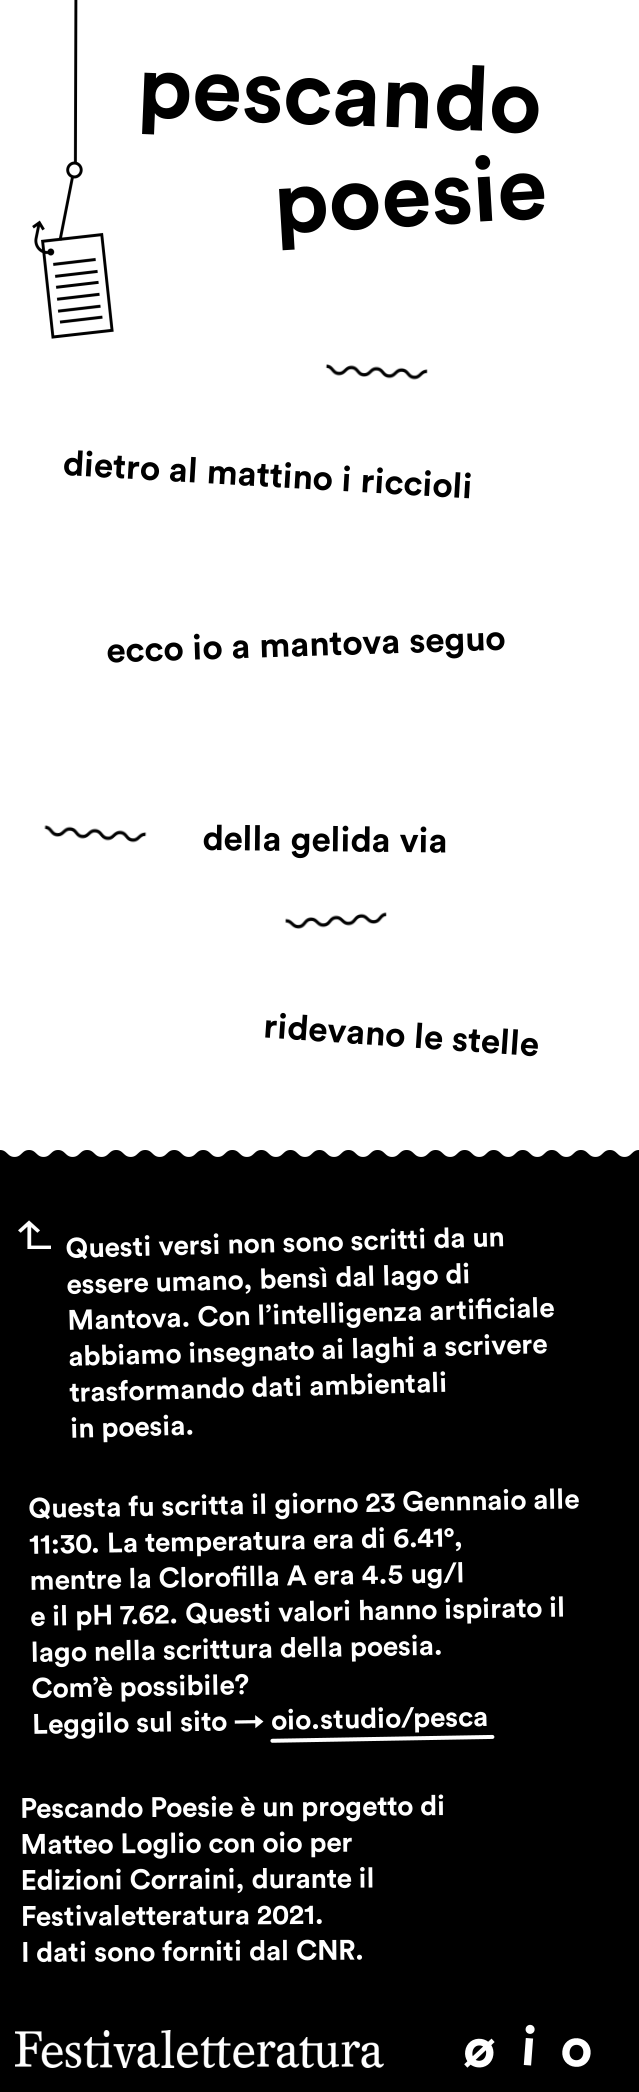 pescando
poesie
dietro al mattino i riccioli
ecco io a mantova seguo
della gelida via
ridevano le stelle
Questi versi non sono scritti da un
essere umano, bensì dal lago di
Mantova. Con l’intelligenza artificiale
abbiamo insegnato ai laghi a scrivere
trasformando dati ambientali
in poesia.
Questa fu scritta il giorno 23 Gennnaio alle
11:30. La temperatura era di 6.41°,
mentre la Clorofilla A era 4.5 ug/l
e il pH 7.62. Questi valori hanno ispirato il
lago nella scrittura della poesia.
Com’è possibile?
Leggilo sul sito → oio.studio/pesca
Pescando Poesie è un progetto di
Matteo Loglio con oio per
Edizioni Corraini, durante il
Festivaletteratura 2021.
I dati sono forniti dal CNR.
Festivaletteratura ø i o